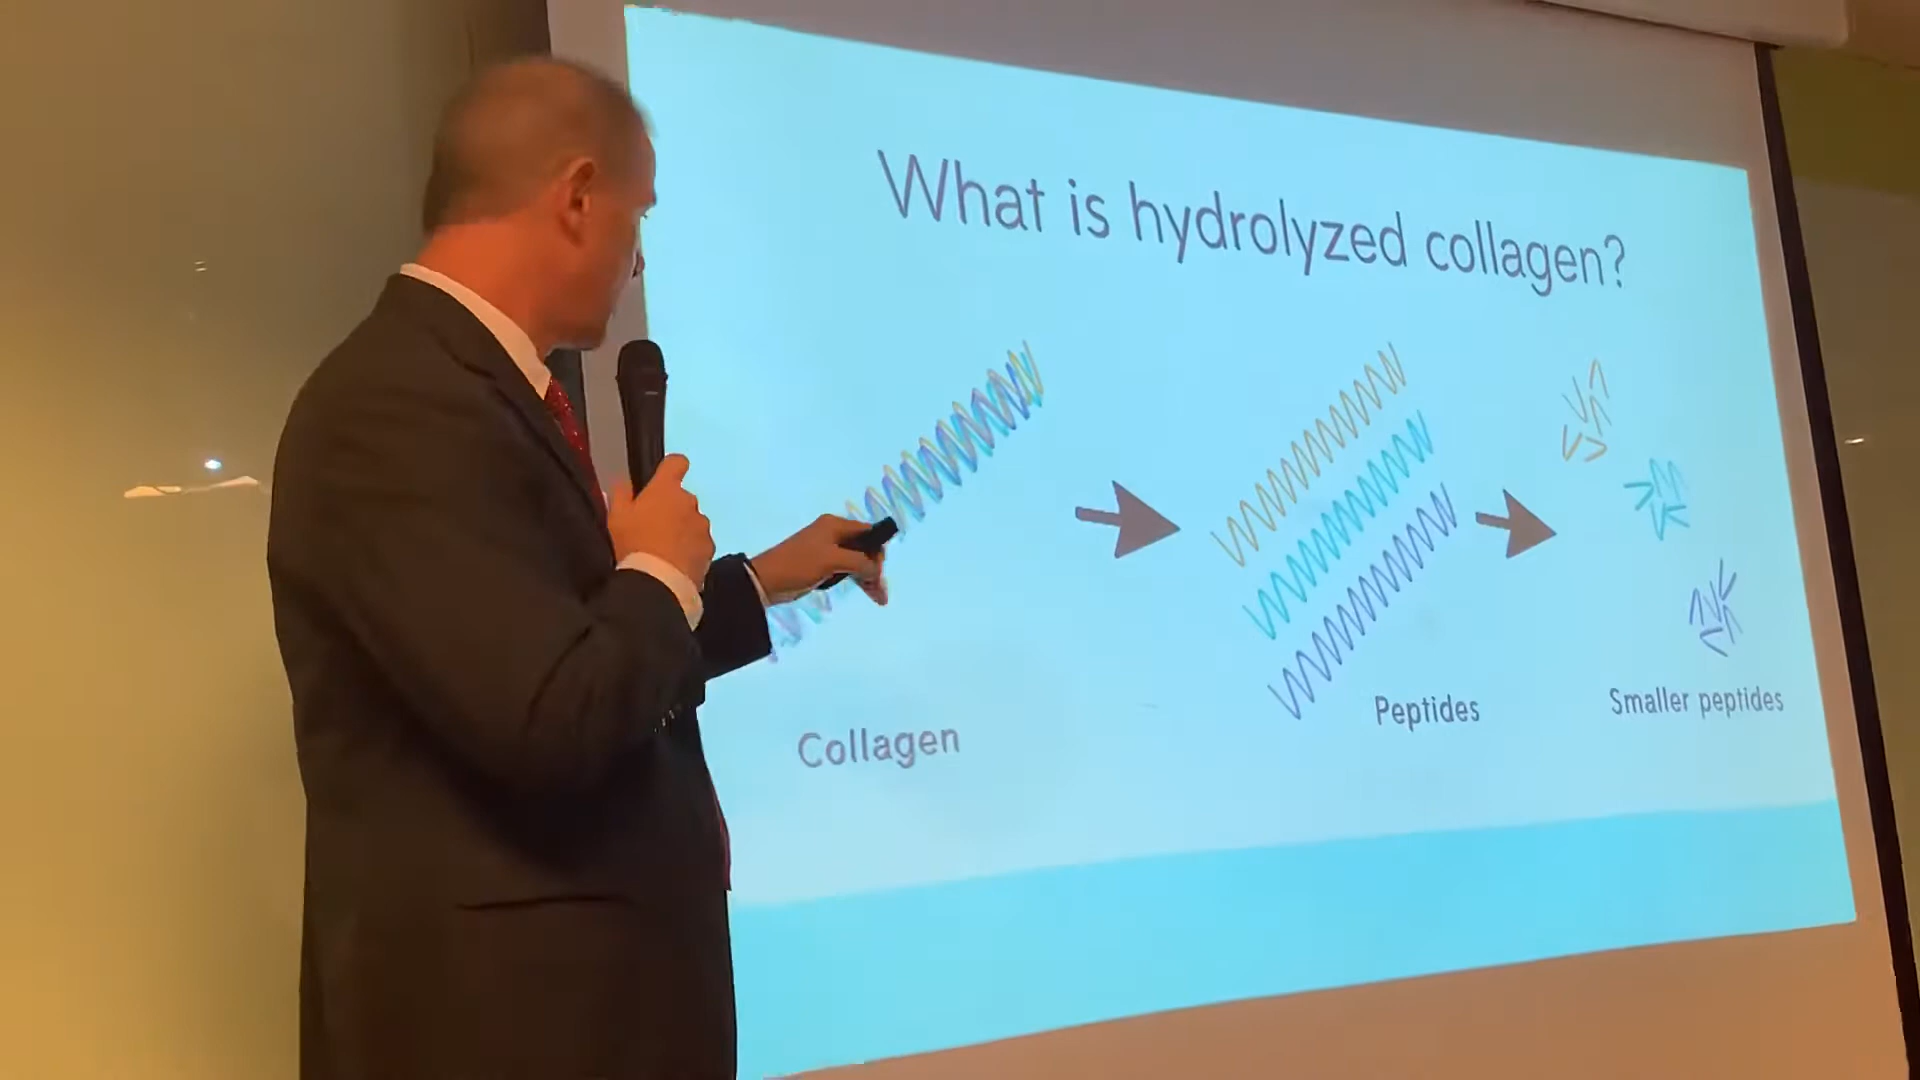 What is hydrolyzed collagen?
Collagen
Peptides
Smaller peptides